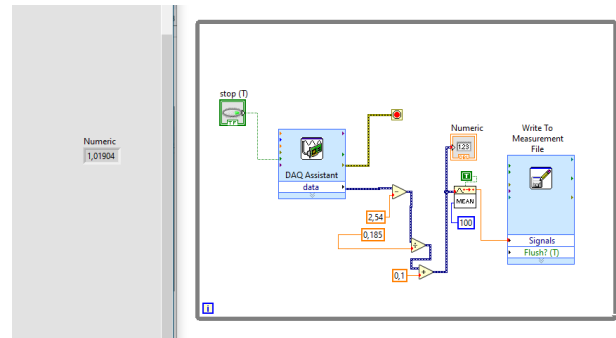 Numeric
1,01904
stop (T)
TF
DAQ Assistant
data
2,54
0,185
0,1
Numeric
123
T
MEAN
100
Write To
Measurement
File
Signals
Flush? (T)
i